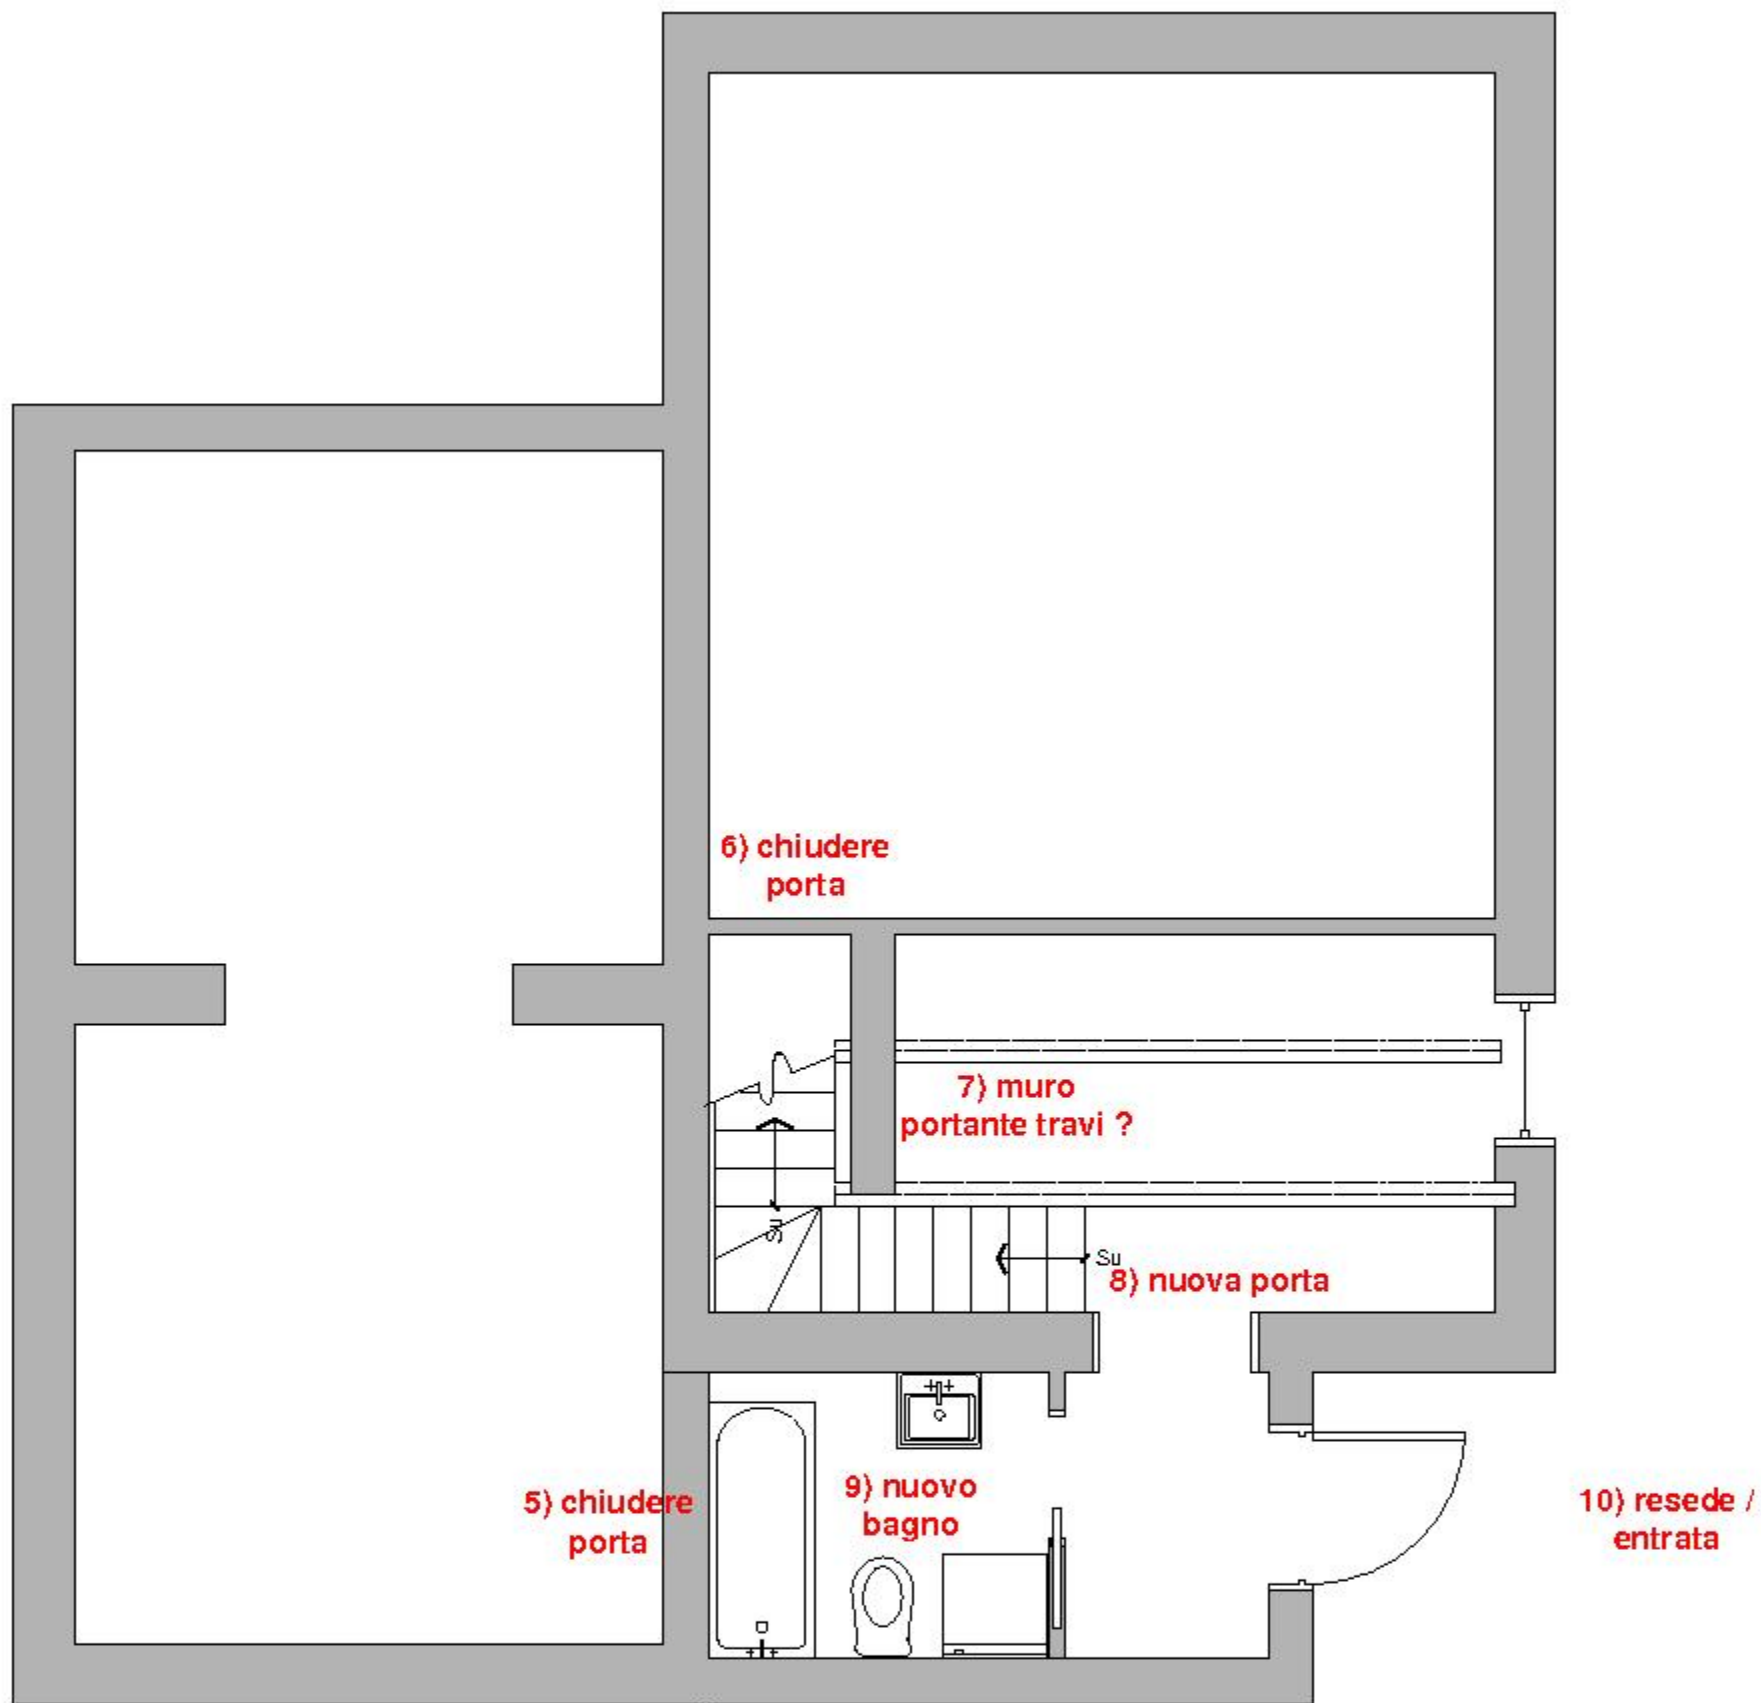 6) chiudere
porta
7) muro
portante travi ?
Su
Su
8) nuova porta
5) chiudere
porta
9) nuovo
bagno
10) resede /
entrata